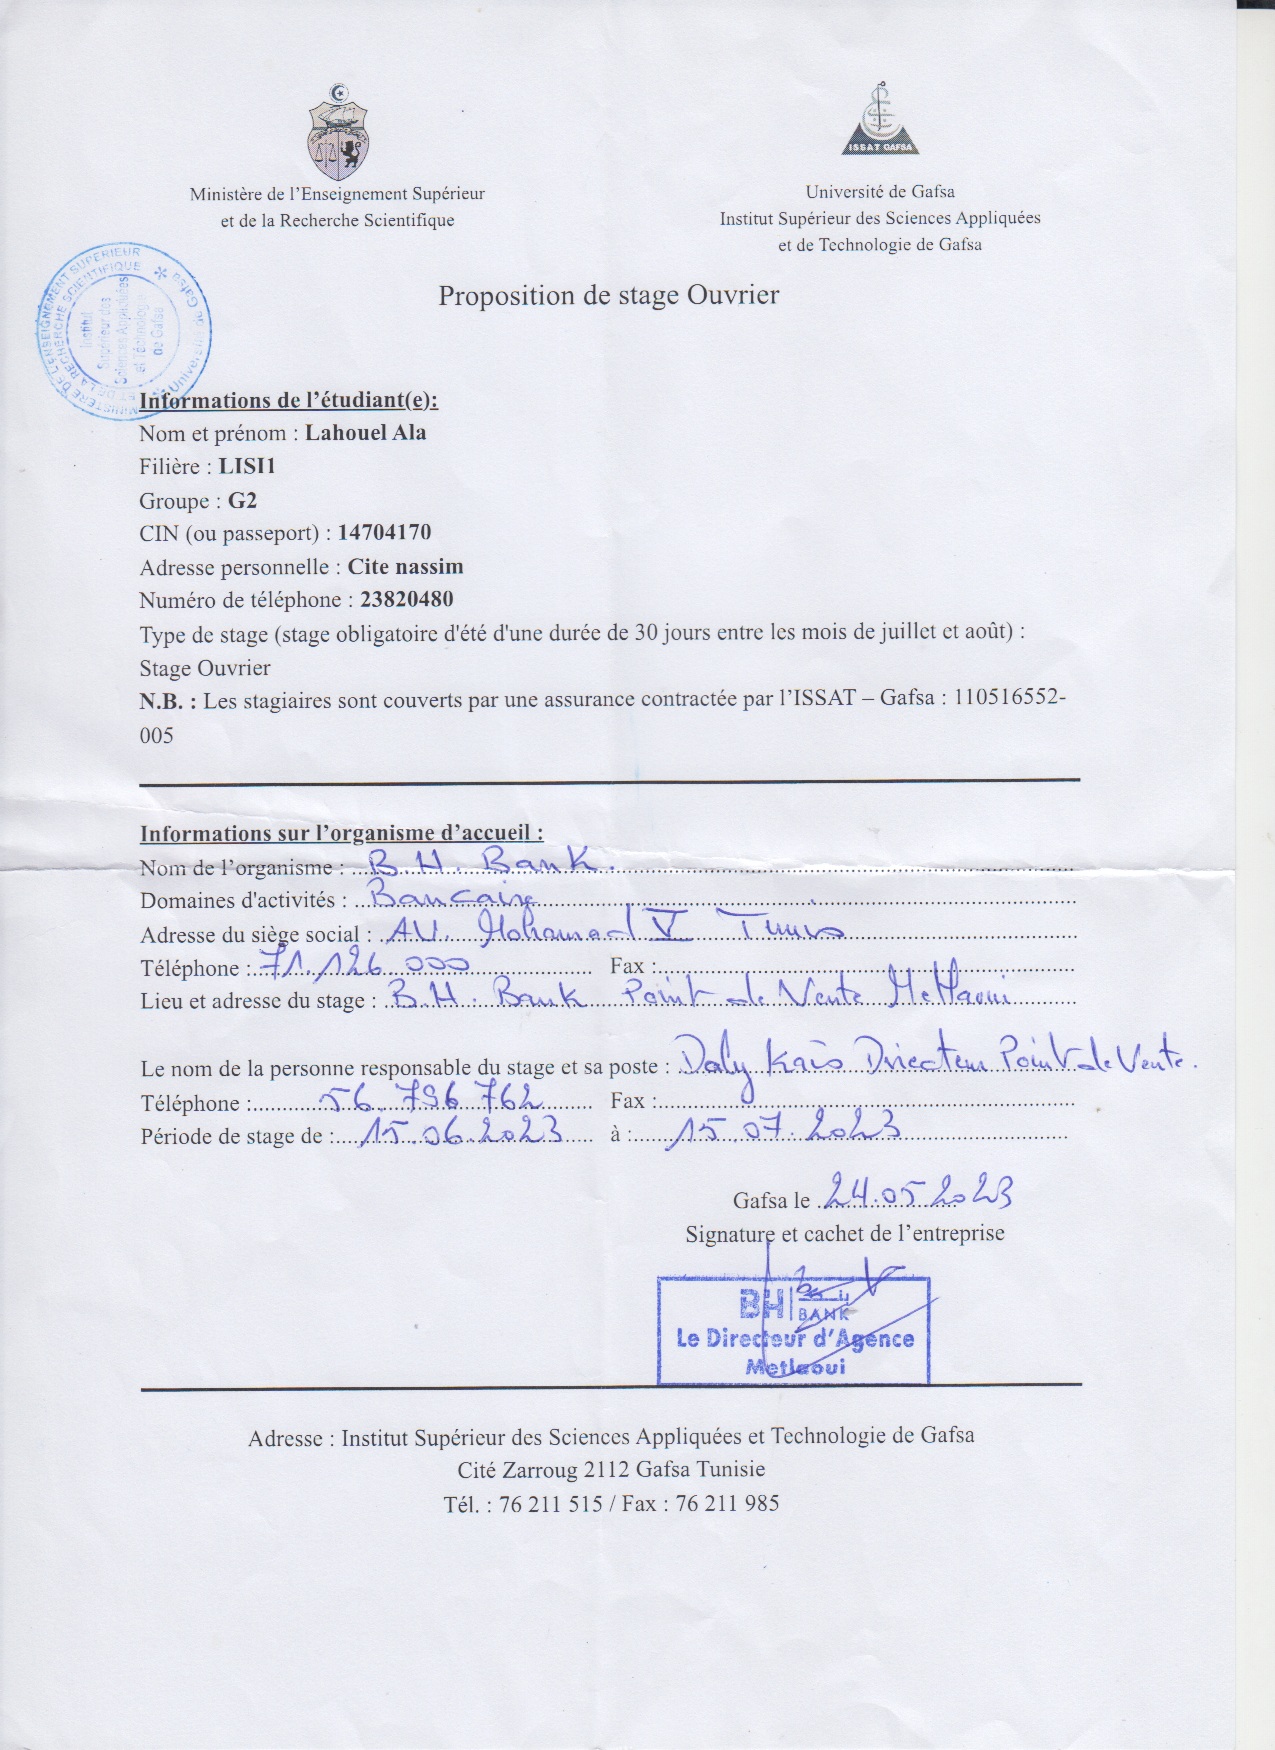 ISSAT GAFSA
Ministère de l'Enseignement Supérieur
et de la Recherche Scientifique
Université de Gafsa
Institut Supérieur des Sciences Appliquées
et de Technologie de Gafsa
MINISTERE DE L'ENSEIGNEMENT SUPERIEUR
ET DE LA RECHERCHE SCIENTIFIQUE
Institut
Supérieur des
Sciences Appliquées
et Technologie
de Gafsa
Proposition de stage Ouvrier
Informations de l'étudiant(e):
Nom et prénom : Lahouel Ala
Filière : LISI1
Groupe : G2
CIN (ou passeport) : 14704170
Adresse personnelle : Cite nassim
Numéro de téléphone : 23820480
Type de stage (stage obligatoire d'été d'une durée de 30 jours entre les mois de juillet et août) :
Stage Ouvrier
N.B. : Les stagiaires sont couverts par une assurance contractée par l'ISSAT – Gafsa : 110516552-
005
Informations sur l'organisme d'accueil :
Nom de l'organisme : B.H. Bank.
Domaines d'activités : Bancaire
Adresse du siège social : AV. Mohamed V Tunis
Téléphone : 71.126 000 Fax :
Lieu et adresse du stage : B.H. Bank Point de Vente Metlaoui
Le nom de la personne responsable du stage et sa poste : Daly Kais Directeur Point de Vente.
Téléphone : 56.796 762 Fax :
Période de stage de : 15.06.2023 à : 15.07.2023
Gafsa le 24.05.2023
Signature et cachet de l'entreprise
BH بنك
BANK
Le Directeur d'Agence
Metlaoui
Adresse : Institut Supérieur des Sciences Appliquées et Technologie de Gafsa
Cité Zarroug 2112 Gafsa Tunisie
Tél. : 76 211 515 / Fax : 76 211 985